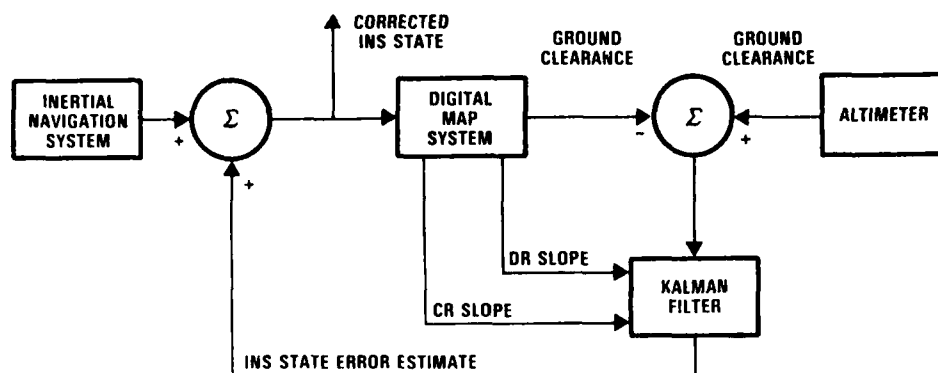 CORRECTED
INS STATE
GROUND
CLEARANCE
GROUND
CLEARANCE
INERTIAL
NAVIGATION
SYSTEM
Σ
DIGITAL
MAP
SYSTEM
Σ
ALTIMETER
+
-
+
+
DR SLOPE
KALMAN
FILTER
CR SLOPE
INS STATE ERROR ESTIMATE